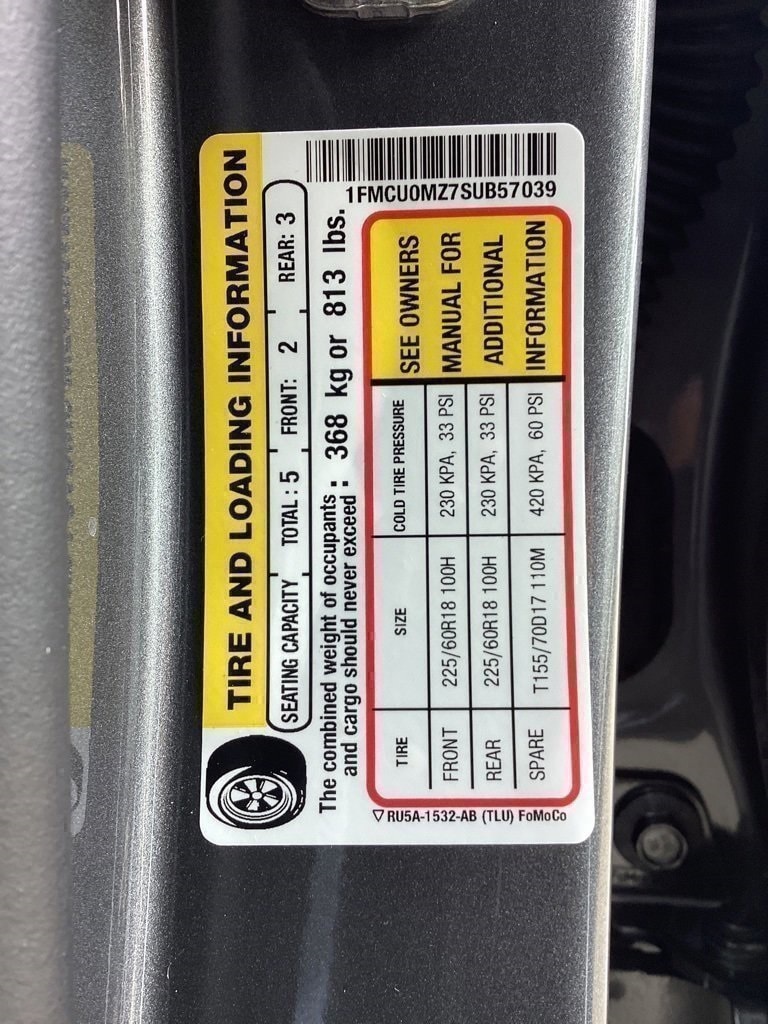 TIRE AND LOADING INFORMATION
SEATING CAPACITY TOTAL: 5 FRONT: 2 REAR: 3
1FMCU0MZ7SUB57039
The combined weight of occupants
and cargo should never exceed : 368 kg or 813 lbs.
TIRE SIZE COLD TIRE PRESSURE SEE OWNERS
FRONT 225/60R18 100H 230 KPA, 33 PSI MANUAL FOR
REAR 225/60R18 100H 230 KPA, 33 PSI ADDITIONAL
SPARE T155/70D17 110M 420 KPA, 60 PSI INFORMATION
▽ RU5A-1532-AB (TLU) FoMoCo